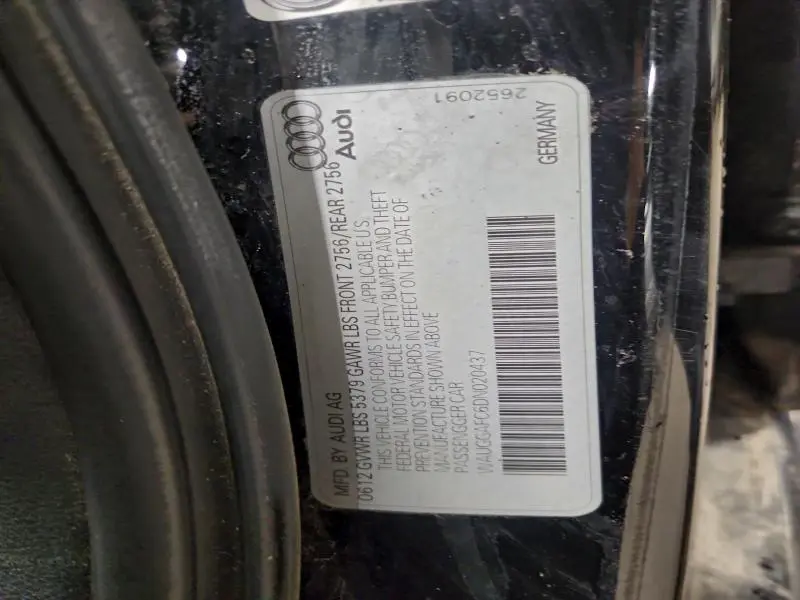 MFD BY AUDI AG
Audi
0612 GVWR LBS 5379 GAWR LBS FRONT 2756/REAR 2756
THIS VEHICLE CONFORMS TO ALL APPLICABLE U.S.
FEDERAL MOTOR VEHICLE SAFETY BUMPER AND THEFT
PREVENTION STANDARDS IN EFFECT ON THE DATE OF
MANUFACTURE SHOWN ABOVE
2652091
PASSENGER CAR
WAUGGAFC6DN020437
GERMANY